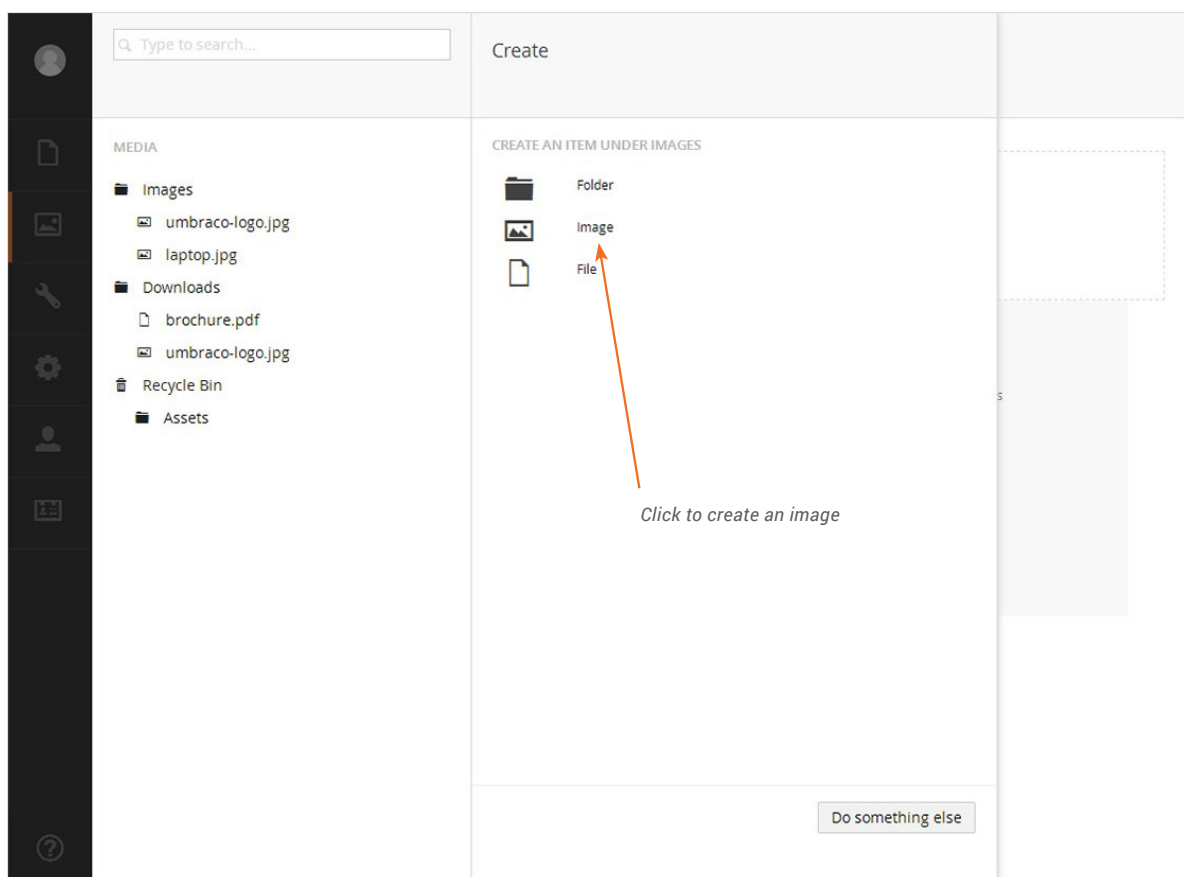 Type to search...
Create
MEDIA
Images
umbraco-logo.jpg
laptop.jpg
Downloads
brochure.pdf
umbraco-logo.jpg
Recycle Bin
Assets
CREATE AN ITEM UNDER IMAGES
Folder
Image
File
s
Click to create an image
Do something else